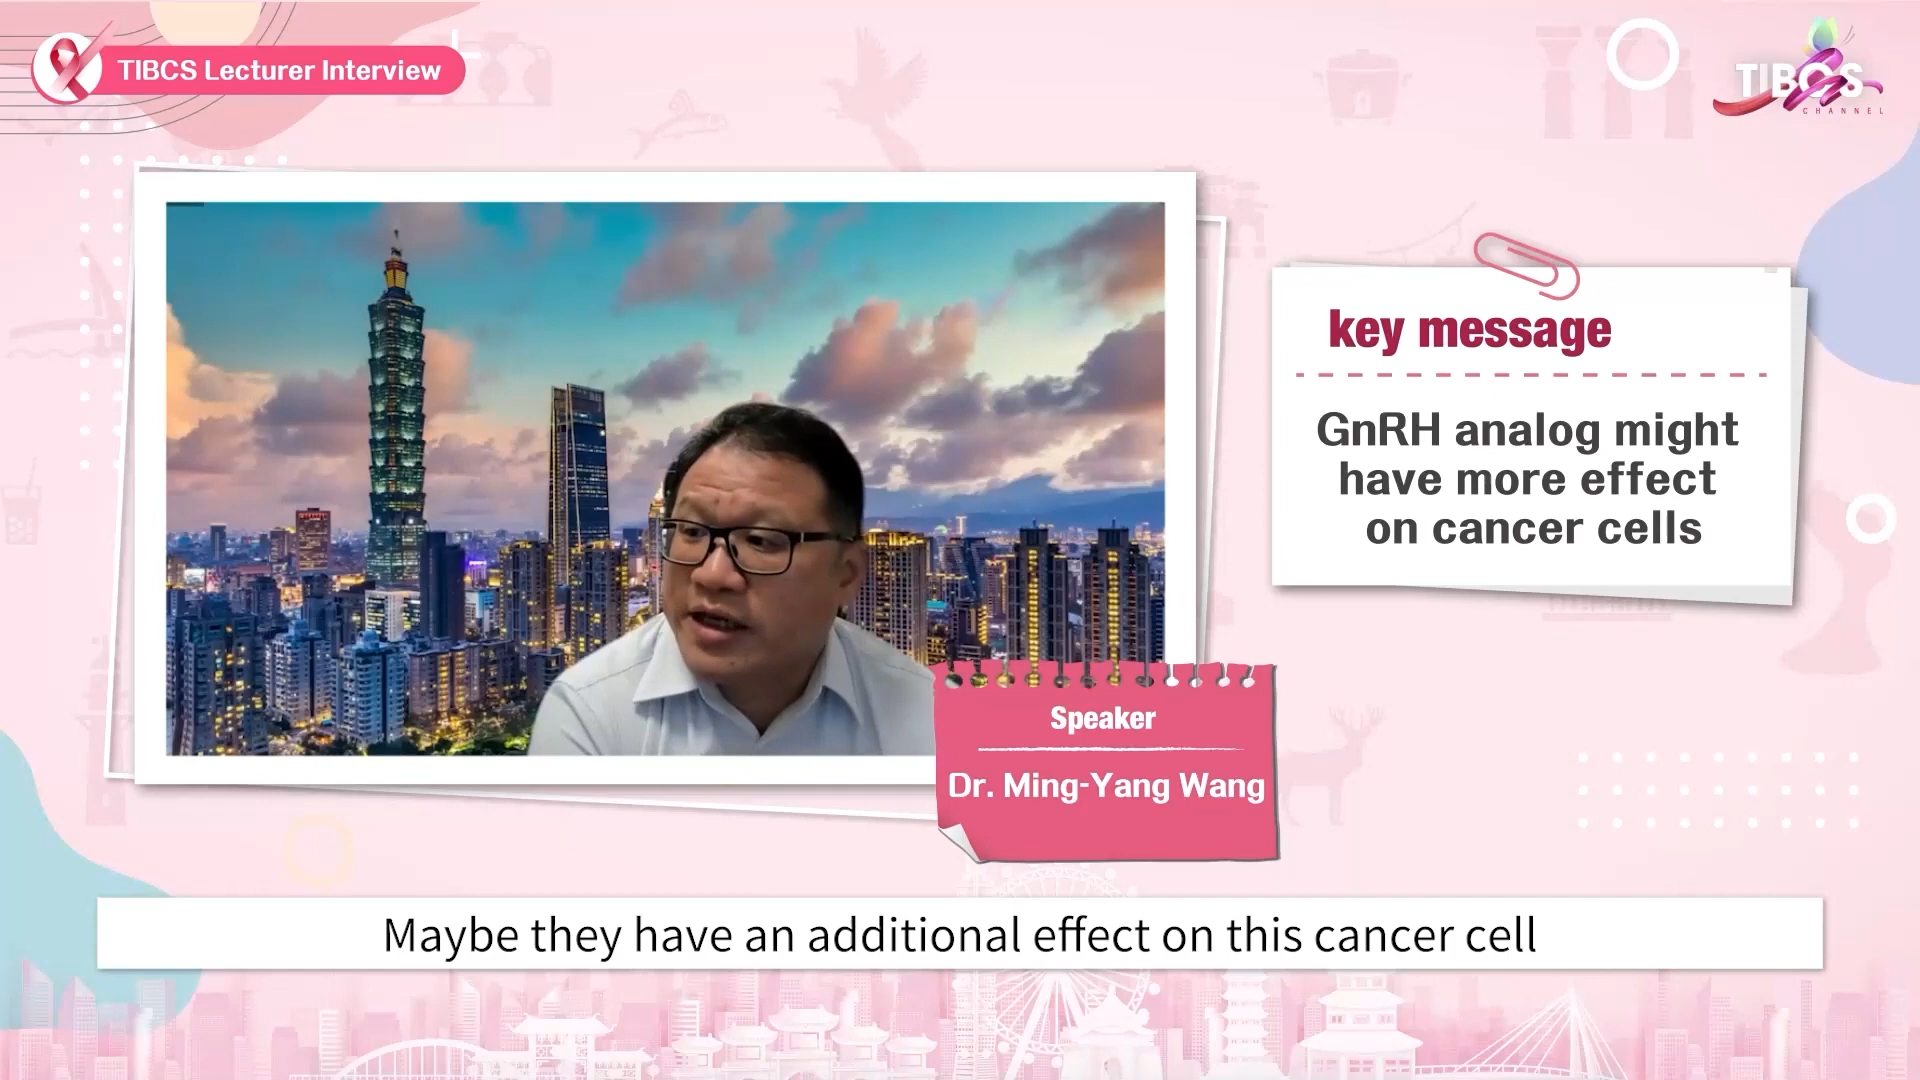 TIBCS Lecturer Interview
TIBCS
CHANNEL
key message
GnRH analog might
have more effect
on cancer cells
Speaker
Dr. Ming-Yang Wang
Maybe they have an additional effect on this cancer cell